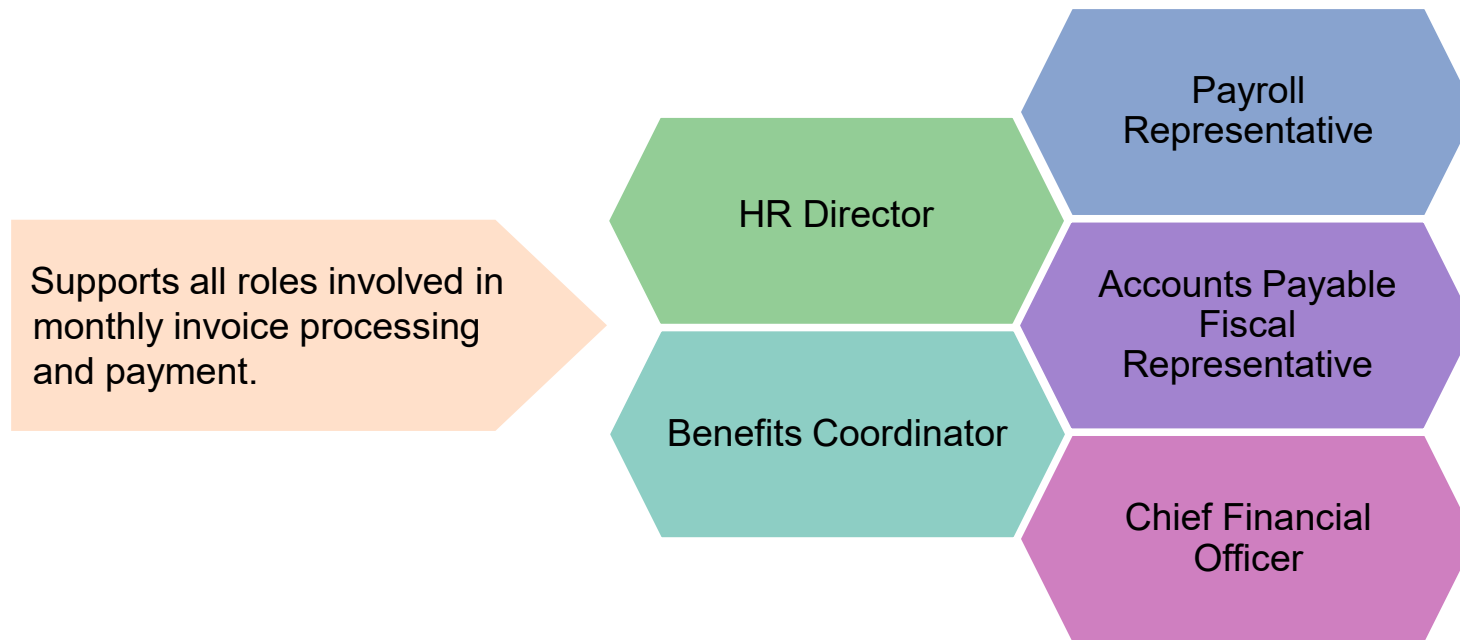 Supports all roles involved in
monthly invoice processing
and payment.
HR Director
Benefits Coordinator
Payroll
Representative
Accounts Payable
Fiscal
Representative
Chief Financial
Officer